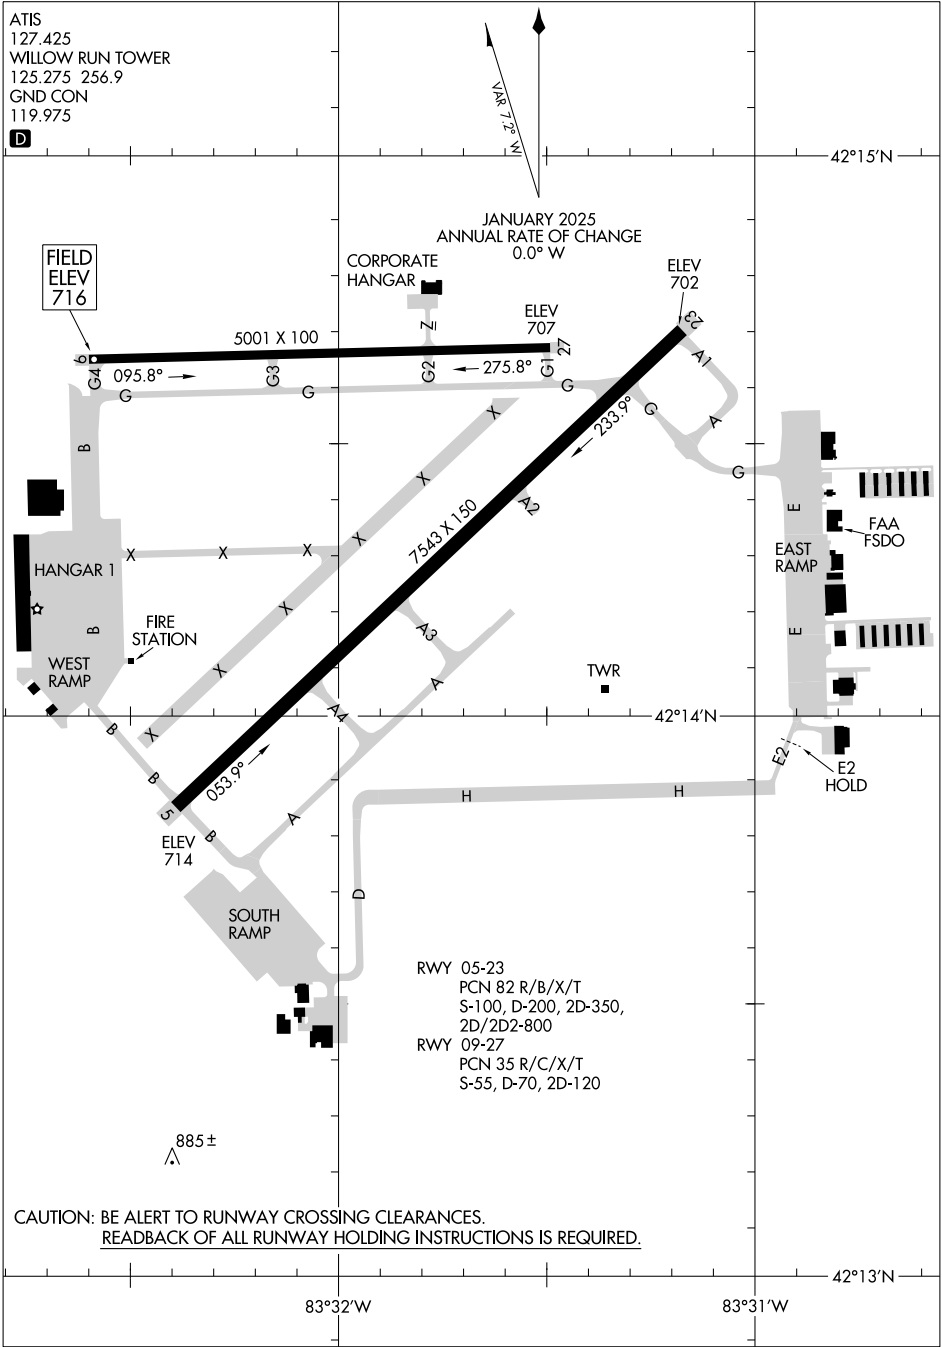 ATIS
127.425
WILLOW RUN TOWER
125.275 256.9
GND CON
119.975
D
VAR 7.2° W
42°15'N
JANUARY 2025
ANNUAL RATE OF CHANGE
0.0° W
FIELD
ELEV
716
CORPORATE
HANGAR
ELEV
702
ELEV
707
23
Z
5001 X 100
9
27
A1
G4
095.8°
G3
G2
275.8°
G1
G
G
G
G
A
233.9°
X
B
X
G
A2
7543 X 150
E
FAA
FSDO
X
X
X
X
EAST
RAMP
HANGAR 1
X
B
FIRE
STATION
A3
E
WEST
RAMP
X
A
TWR
A4
42°14'N
B
X
E2
E2
HOLD
B
053.9°
H
H
5
A
B
ELEV
714
D
SOUTH
RAMP
RWY 05-23
PCN 82 R/B/X/T
S-100, D-200, 2D-350,
2D/2D2-800
RWY 09-27
PCN 35 R/C/X/T
S-55, D-70, 2D-120
885±
CAUTION: BE ALERT TO RUNWAY CROSSING CLEARANCES.
READBACK OF ALL RUNWAY HOLDING INSTRUCTIONS IS REQUIRED.
42°13'N
83°32'W
83°31'W